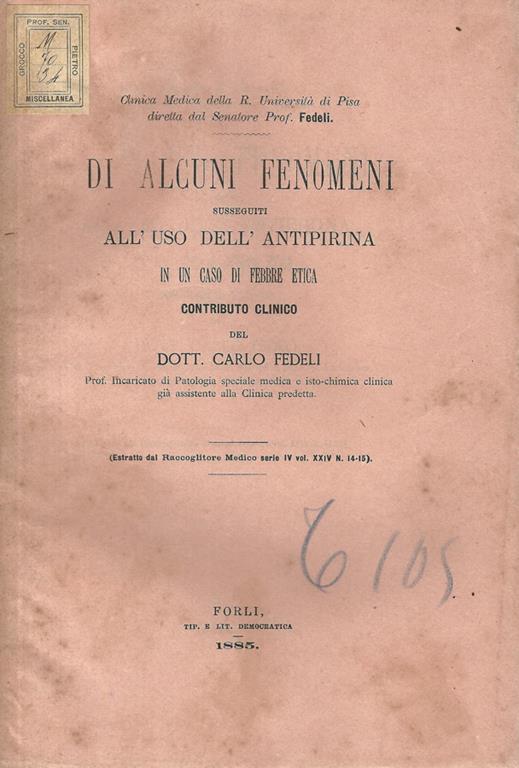 PROF. SEN.
GROCCO
PIETRO
M
MISCELLANEA
Clinica Medica della R. Università di Pisa
diretta dal Senatore Prof. Fedeli.
DI ALCUNI FENOMENI
SUSSEGUITI
ALL' USO DELL' ANTIPIRINA
IN UN CASO DI FEBBRE ETICA
CONTRIBUTO CLINICO
DEL
DOTT. CARLO FEDELI
Prof. Incaricato di Patologia speciale medica e isto-chimica clinica
già assistente alla Clinica predetta.
(Estratto dal Raccoglitore Medico serie IV vol. XXIV N. 14-15).
FORLÌ,
TIP. E LIT. DEMOCRATICA
1885.